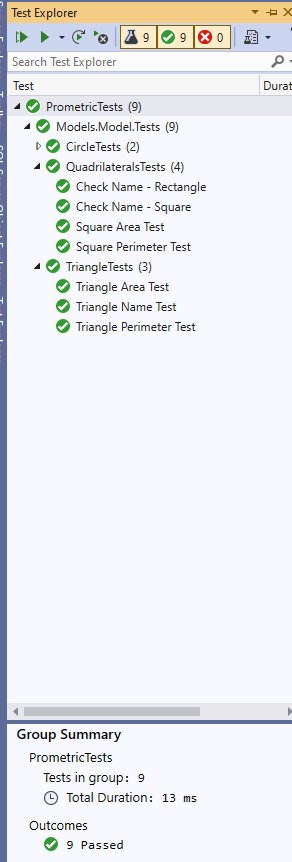 Test Explorer
9 9 0
Search Test Explorer
Test Durat
PrometricTests (9)
Models.Model.Tests (9)
CircleTests (2)
QuadrilateralsTests (4)
Check Name - Rectangle
Check Name - Square
Square Area Test
Square Perimeter Test
TriangleTests (3)
Triangle Area Test
Triangle Name Test
Triangle Perimeter Test
Group Summary
PrometricTests
Tests in group: 9
Total Duration: 13 ms
Outcomes
9 Passed